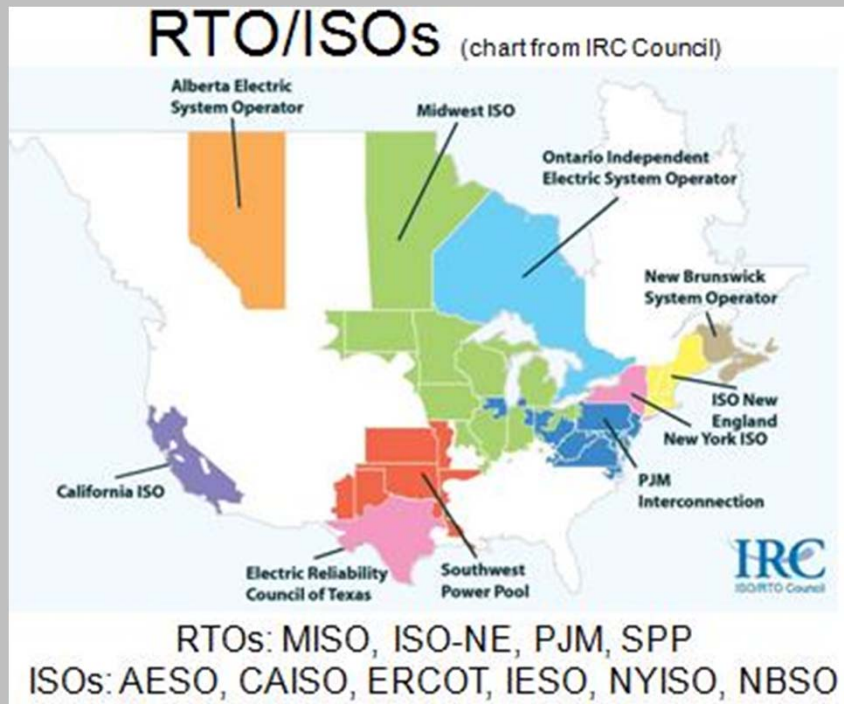 RTO/ISOs (chart from IRC Council)
Alberta Electric
System Operator
Midwest ISO
Ontario Independent
Electric System Operator
New Brunswick
System Operator
ISO New
England
New York ISO
PJM
Interconnection
California ISO
Electric Reliability
Council of Texas
Southwest
Power Pool
IRC
ISO/RTO Council
RTOs: MISO, ISO-NE, PJM, SPP
ISOs: AESO, CAISO, ERCOT, IESO, NYISO, NBSO